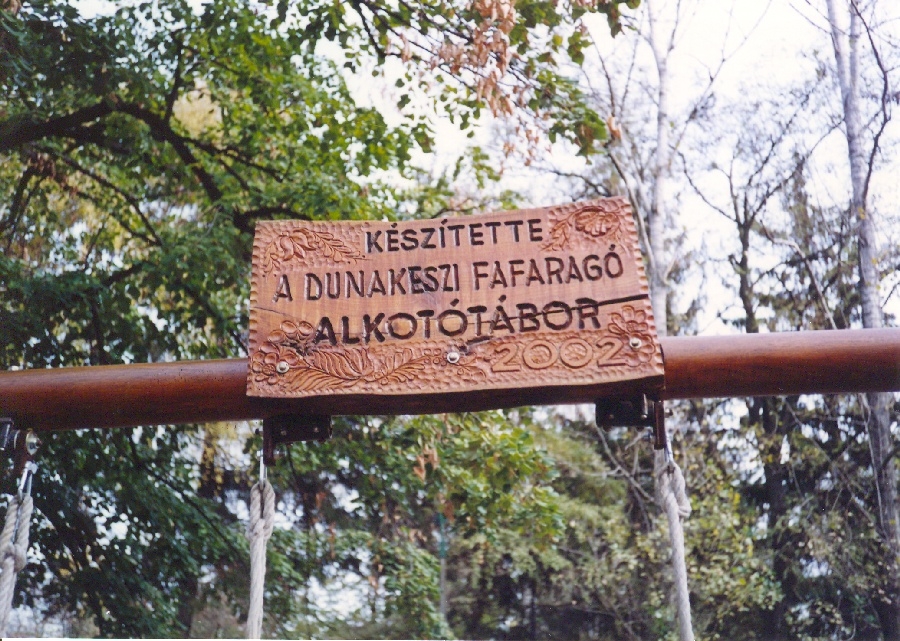 KÉSZÍTETTE
A DUNAKESZI FAFARAGÓ
ALKOTÓTÁBOR
2002